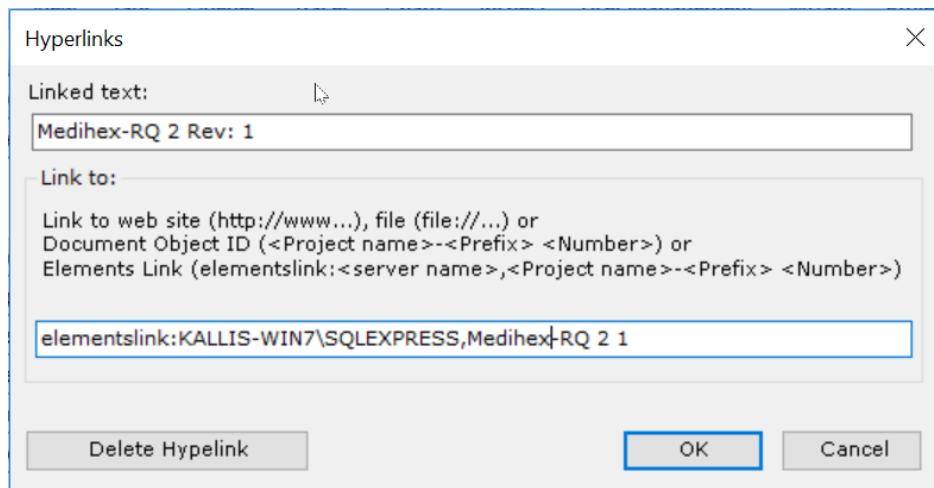 Hyperlinks
Linked text:
Medihex-RQ 2 Rev: 1
Link to:
Link to web site (http://www...), file (file://...) or
Document Object ID (<Project name>-<Prefix> <Number>) or
Elements Link (elementslink:<server name>,<Project name>-<Prefix> <Number>)
elementslink:KALLIS-WIN7\SQLEXPRESS,Medihex-RQ 2 1
Delete Hypelink
OK
Cancel